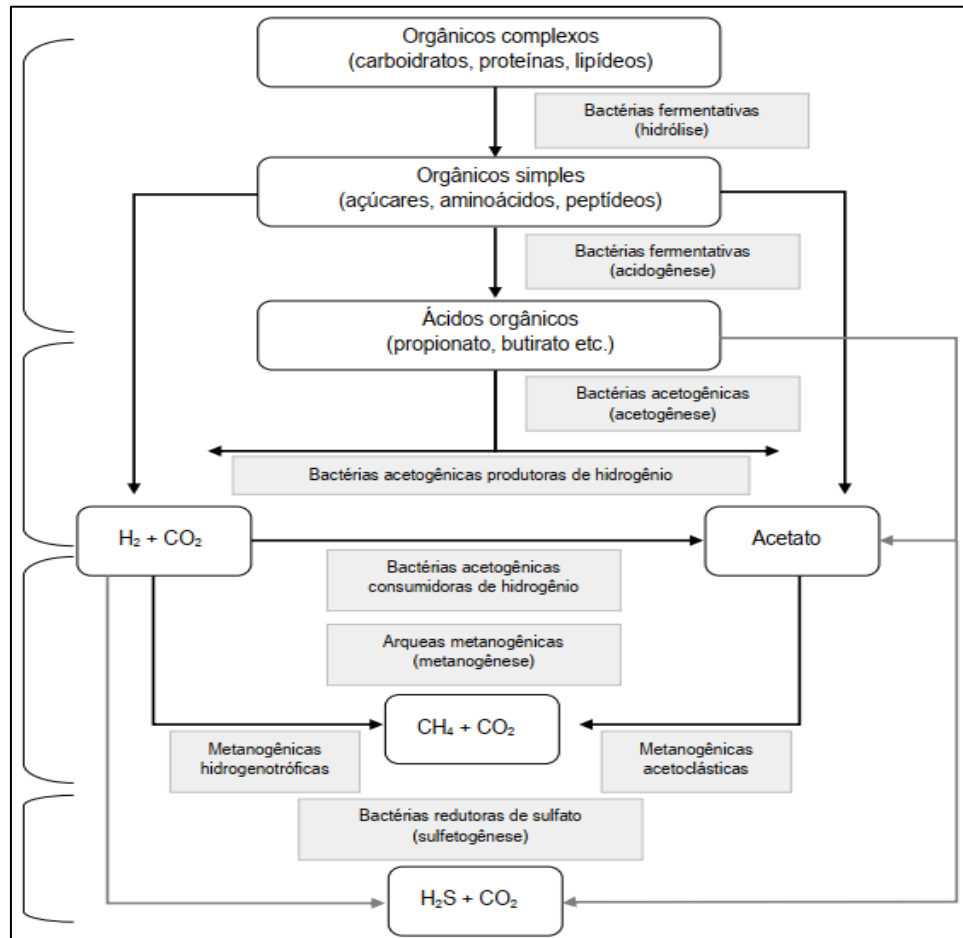 Orgânicos complexos
(carboidratos, proteínas, lipídeos)
Bactérias fermentativas
(hidrólise)
Orgânicos simples
(açúcares, aminoácidos, peptídeos)
Bactérias fermentativas
(acidogênese)
Ácidos orgânicos
(propionato, butirato etc.)
Bactérias acetogênicas
(acetogênese)
Bactérias acetogênicas produtoras de hidrogênio
H₂ + CO₂
Acetato
Bactérias acetogênicas
consumidoras de hidrogênio
Arqueas metanogênicas
(metanogênese)
CH₄ + CO₂
Metanogênicas
hidrogenotróficas
Metanogênicas
acetoclásticas
Bactérias redutoras de sulfato
(sulfetogênese)
H₂S + CO₂